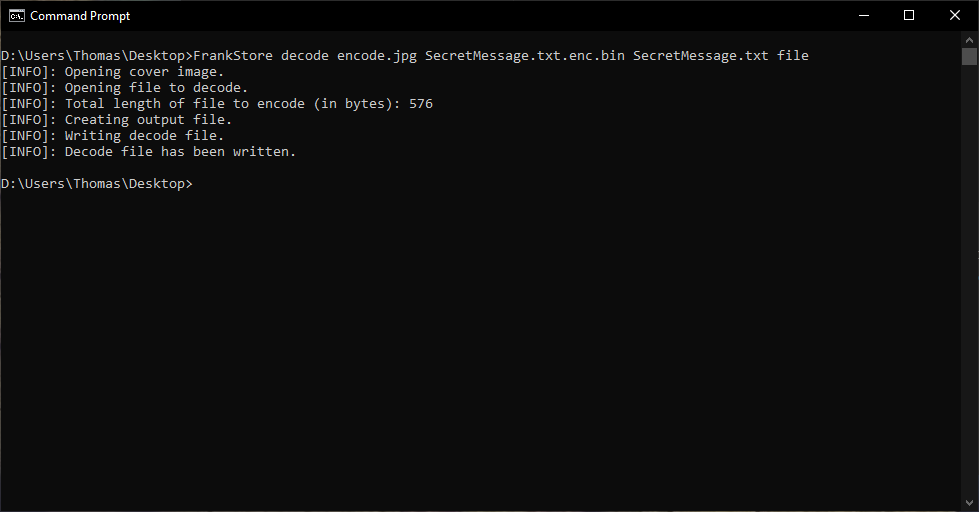 Command Prompt
D:\Users\Thomas\Desktop>FrankStore decode encode.jpg SecretMessage.txt.enc.bin SecretMessage.txt file
[INFO]: Opening cover image.
[INFO]: Opening file to decode.
[INFO]: Total length of file to encode (in bytes): 576
[INFO]: Creating output file.
[INFO]: Writing decode file.
[INFO]: Decode file has been written.
D:\Users\Thomas\Desktop>